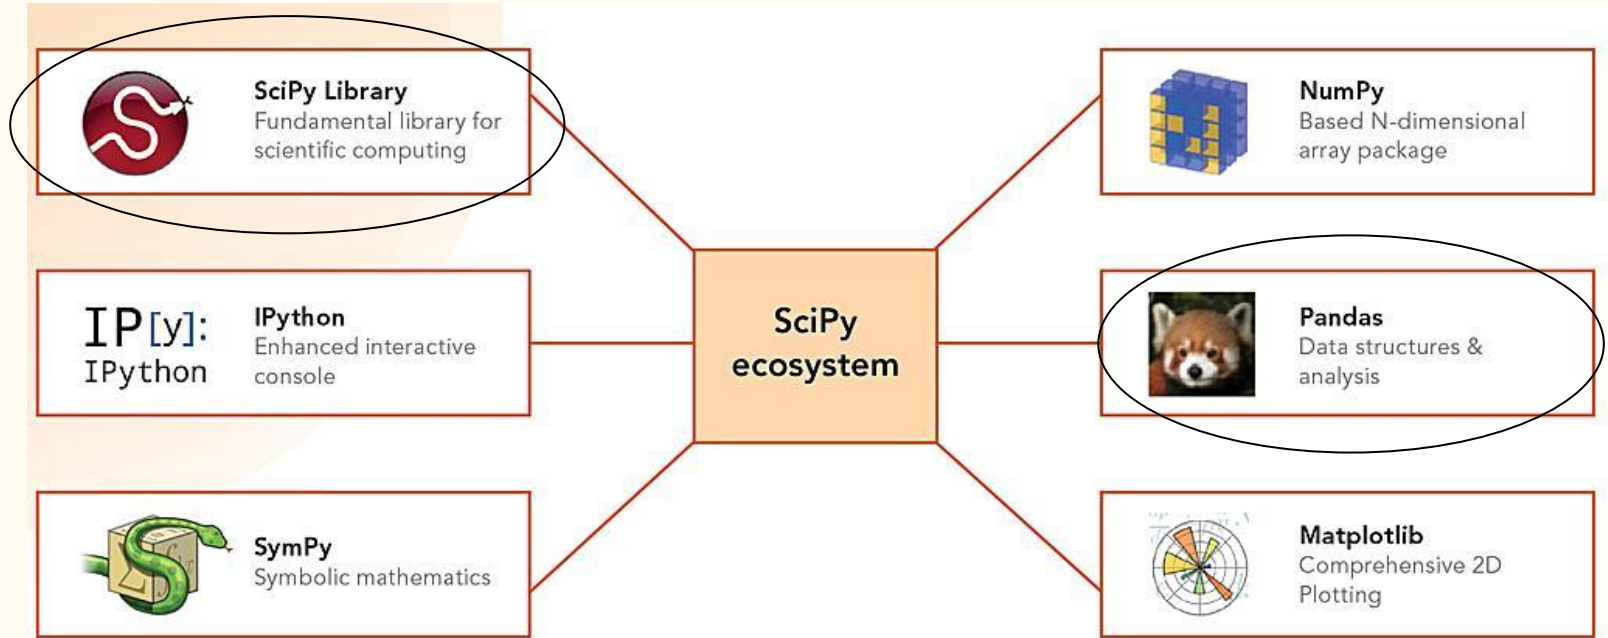 SciPy Library
Fundamental library for
scientific computing
IP[y]:
IPython
IPython
Enhanced interactive
console
SymPy
Symbolic mathematics
SciPy
ecosystem
NumPy
Based N-dimensional
array package
Pandas
Data structures &
analysis
Matplotlib
Comprehensive 2D
Plotting